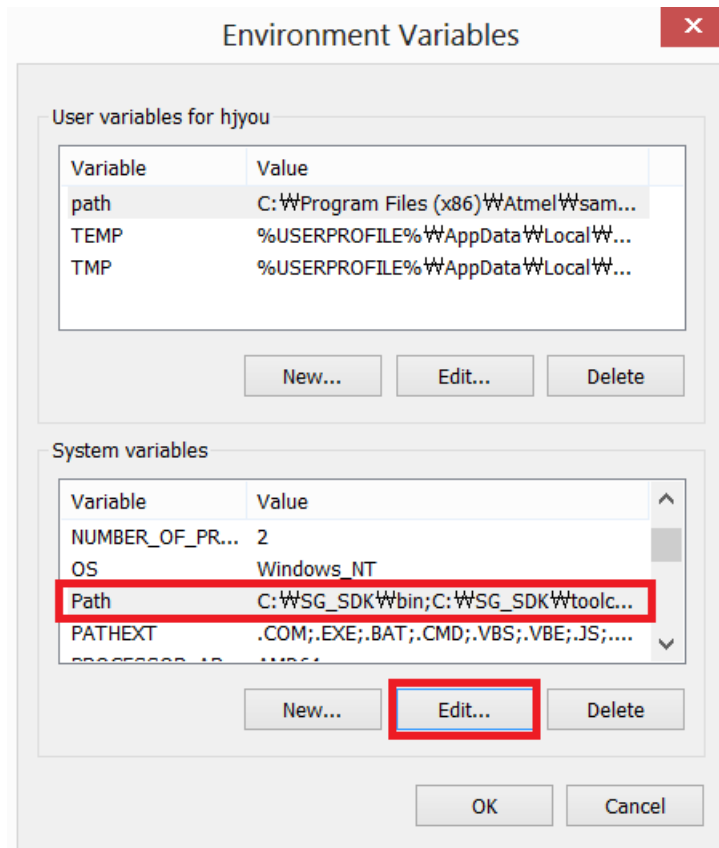 Environment Variables
User variables for hjyou
Variable Value
path C:₩Program Files (x86)₩Atmel₩sam...
TEMP %USERPROFILE%₩AppData₩Local₩...
TMP %USERPROFILE%₩AppData₩Local₩...
New... Edit... Delete
System variables
Variable Value
NUMBER_OF_PR... 2
OS Windows_NT
Path C:₩SG_SDK₩bin;C:₩SG_SDK₩toolc...
PATHEXT .COM;.EXE;.BAT;.CMD;.VBS;.VBE;.JS;....
New... Edit... Delete
OK Cancel